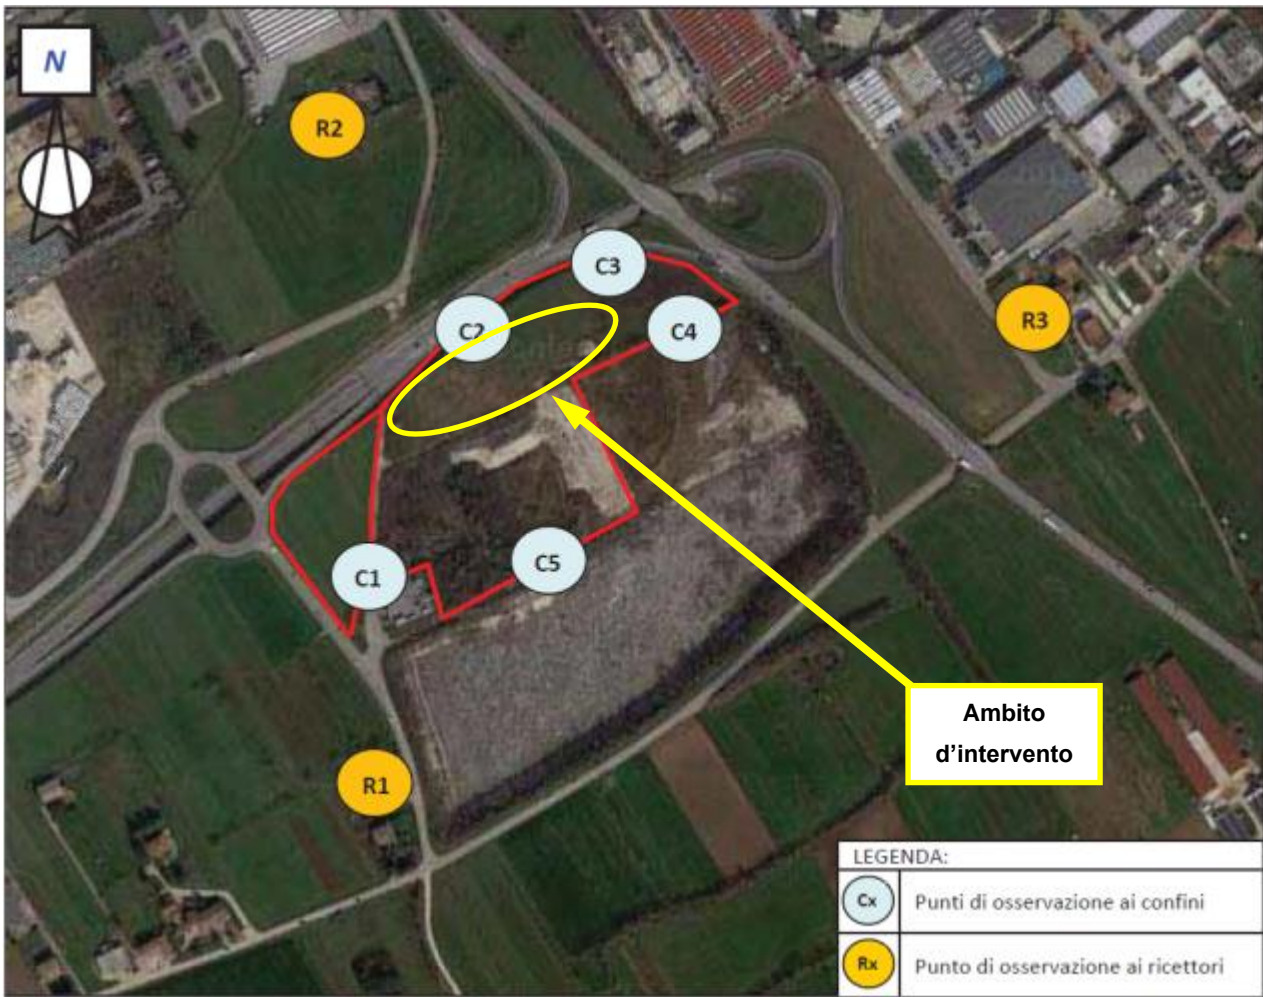 N
R2
C3
C2
C4
R3
C5
C1
Ambito
d'intervento
R1
LEGENDA:
Cx Punti di osservazione ai confini
Rx Punto di osservazione ai ricettori